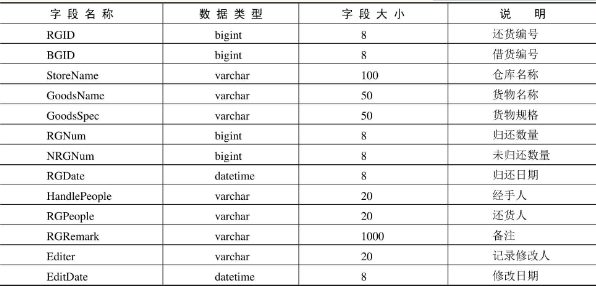 字段名称 数据类型 字段大小 说明
RGID bigint 8 还货编号
BGID bigint 8 借货编号
StoreName varchar 100 仓库名称
GoodsName varchar 50 货物名称
GoodsSpec varchar 50 货物规格
RGNum bigint 8 归还数量
NRGNum bigint 8 未归还数量
RGDate datetime 8 归还日期
HandlePeople varchar 20 经手人
RGPeople varchar 20 还货人
RGRemark varchar 1000 备注
Editer varchar 20 记录修改人
EditDate datetime 8 修改日期